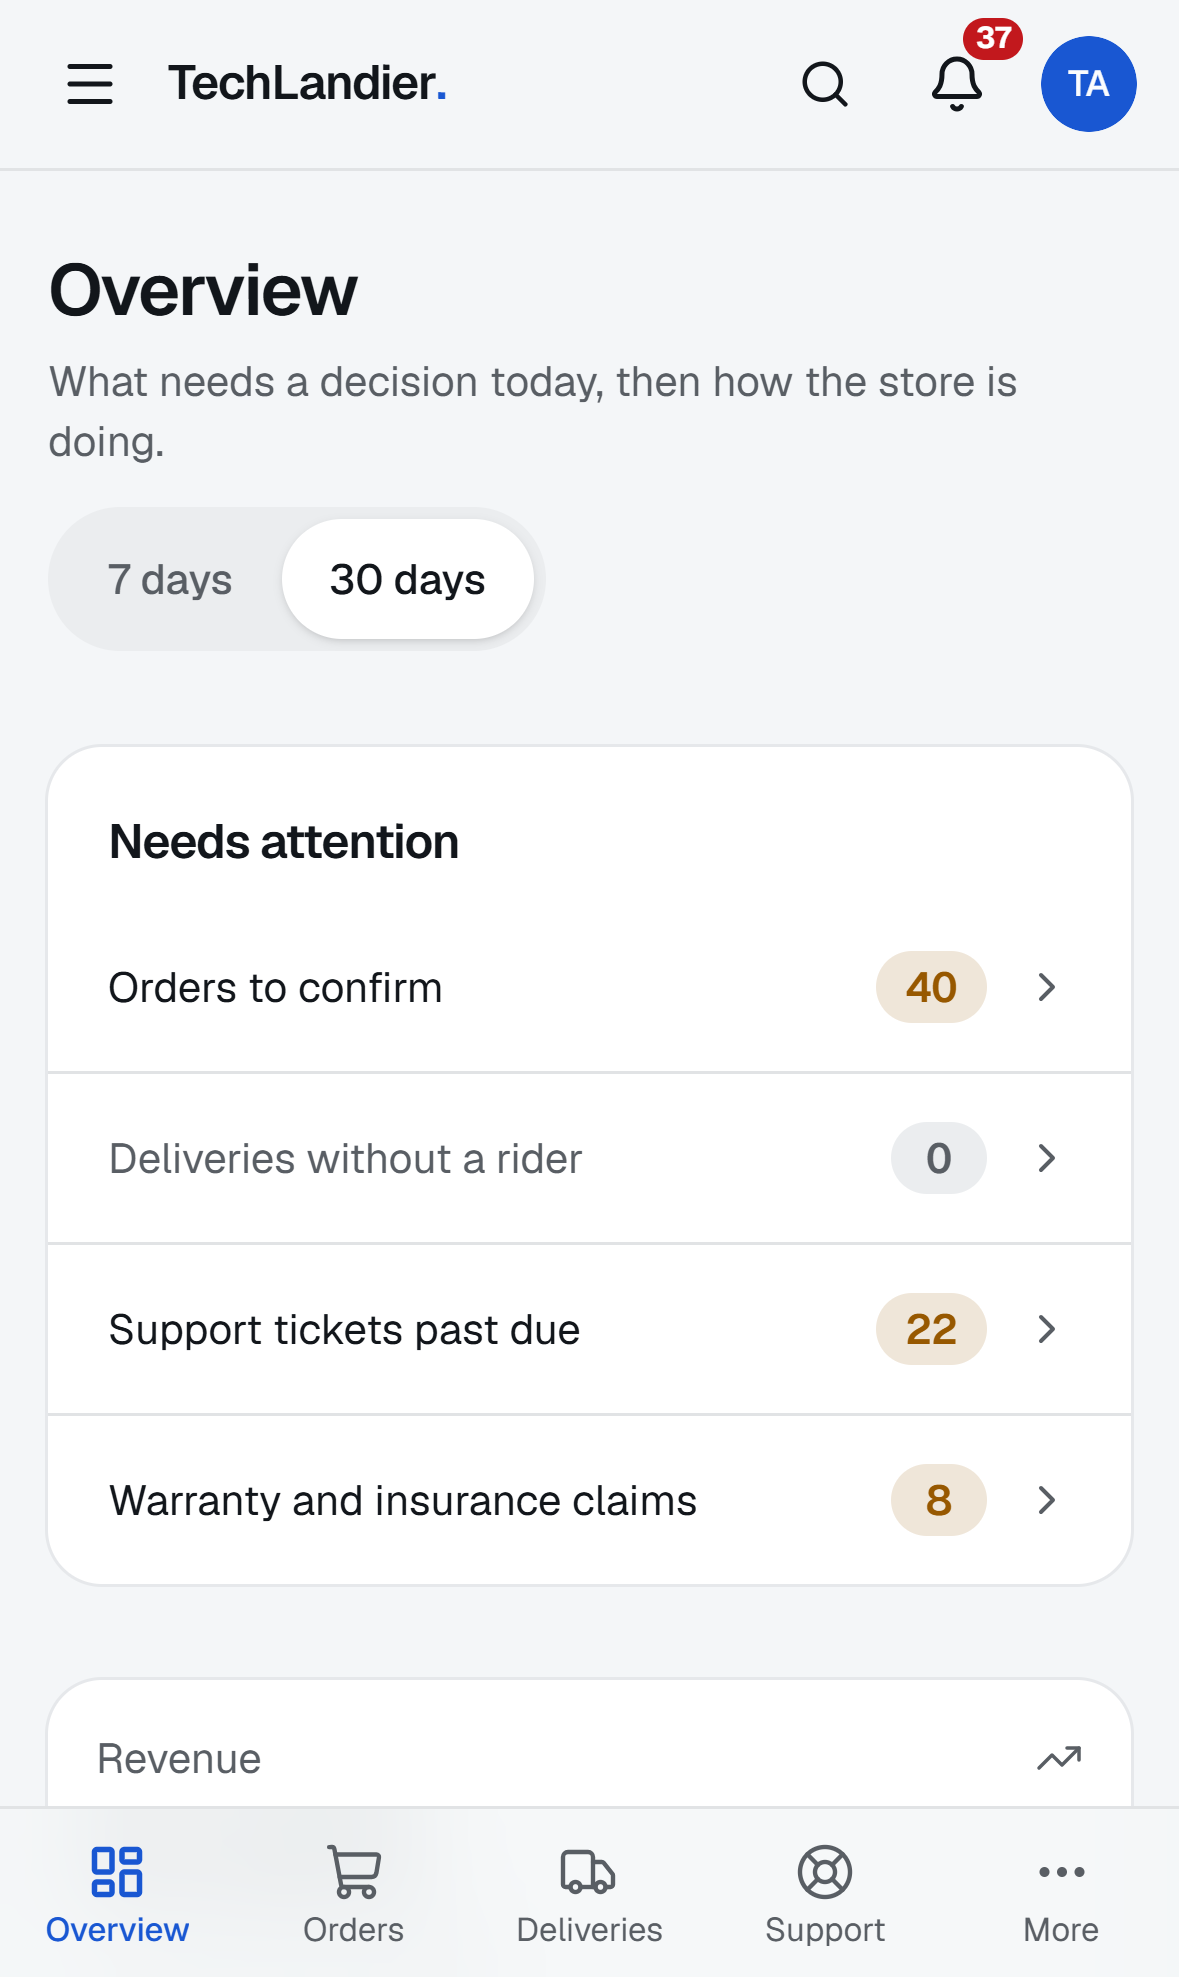 TechLandier.
37
TA
Overview
What needs a decision today, then how the store is
doing.
7 days
30 days
Needs attention
Orders to confirm
40
Deliveries without a rider
0
Support tickets past due
22
Warranty and insurance claims
8
Revenue
Overview
Orders
Deliveries
Support
More